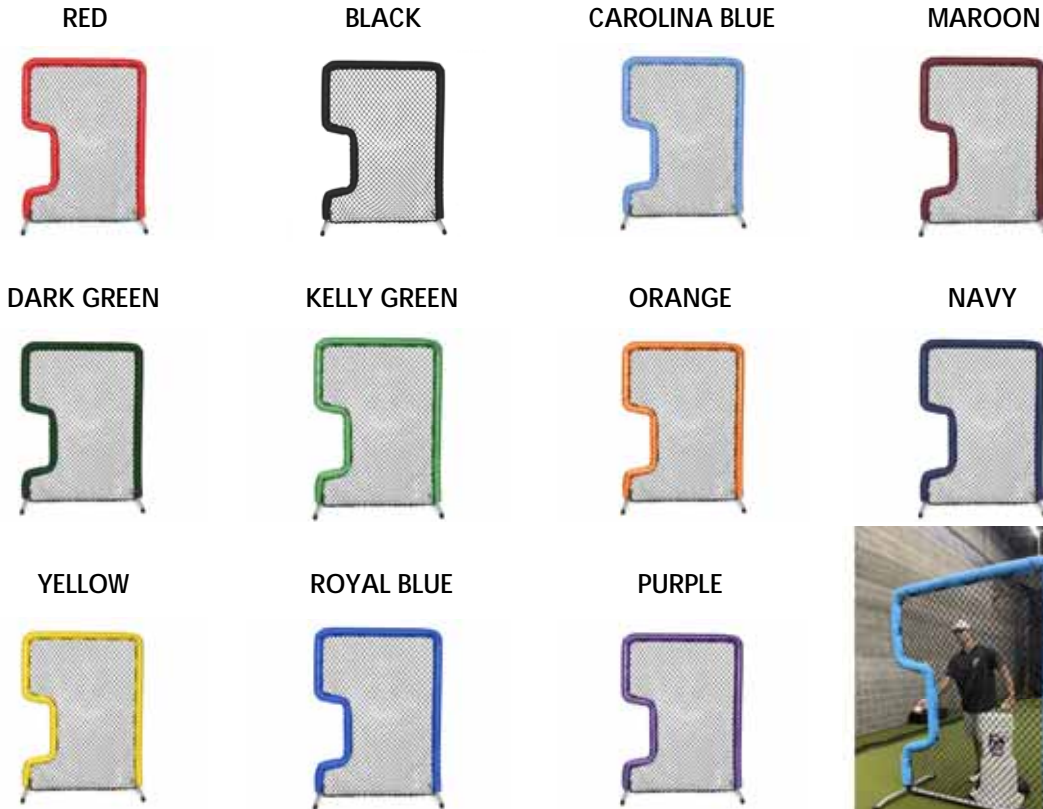 RED
BLACK
CAROLINA BLUE
MAROON
DARK GREEN
KELLY GREEN
ORANGE
NAVY
YELLOW
ROYAL BLUE
PURPLE